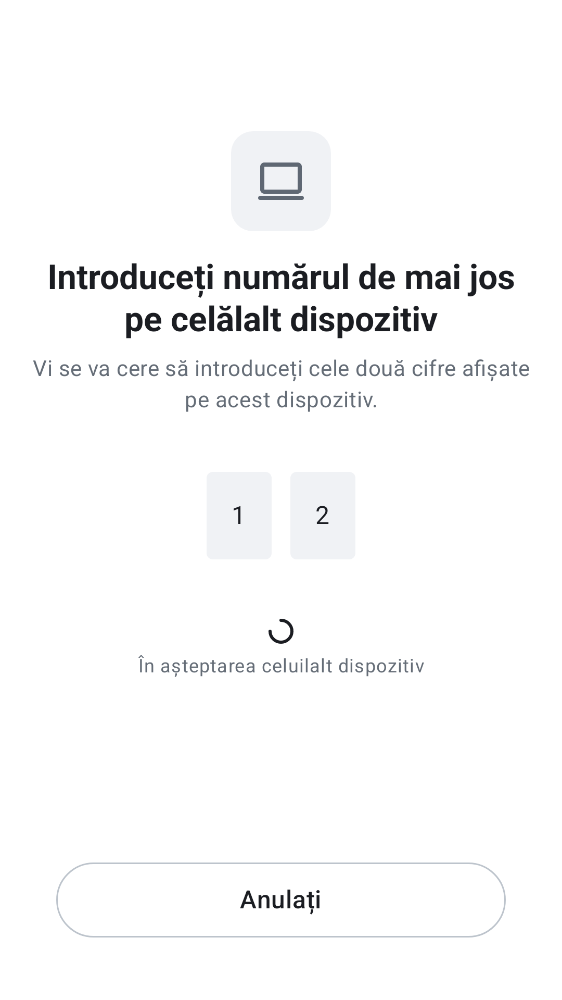 Introduceți numărul de mai jos
pe celălalt dispozitiv
Vi se va cere să introduceți cele două cifre afișate
pe acest dispozitiv.
1 2
În așteptarea celuilalt dispozitiv
Anulați